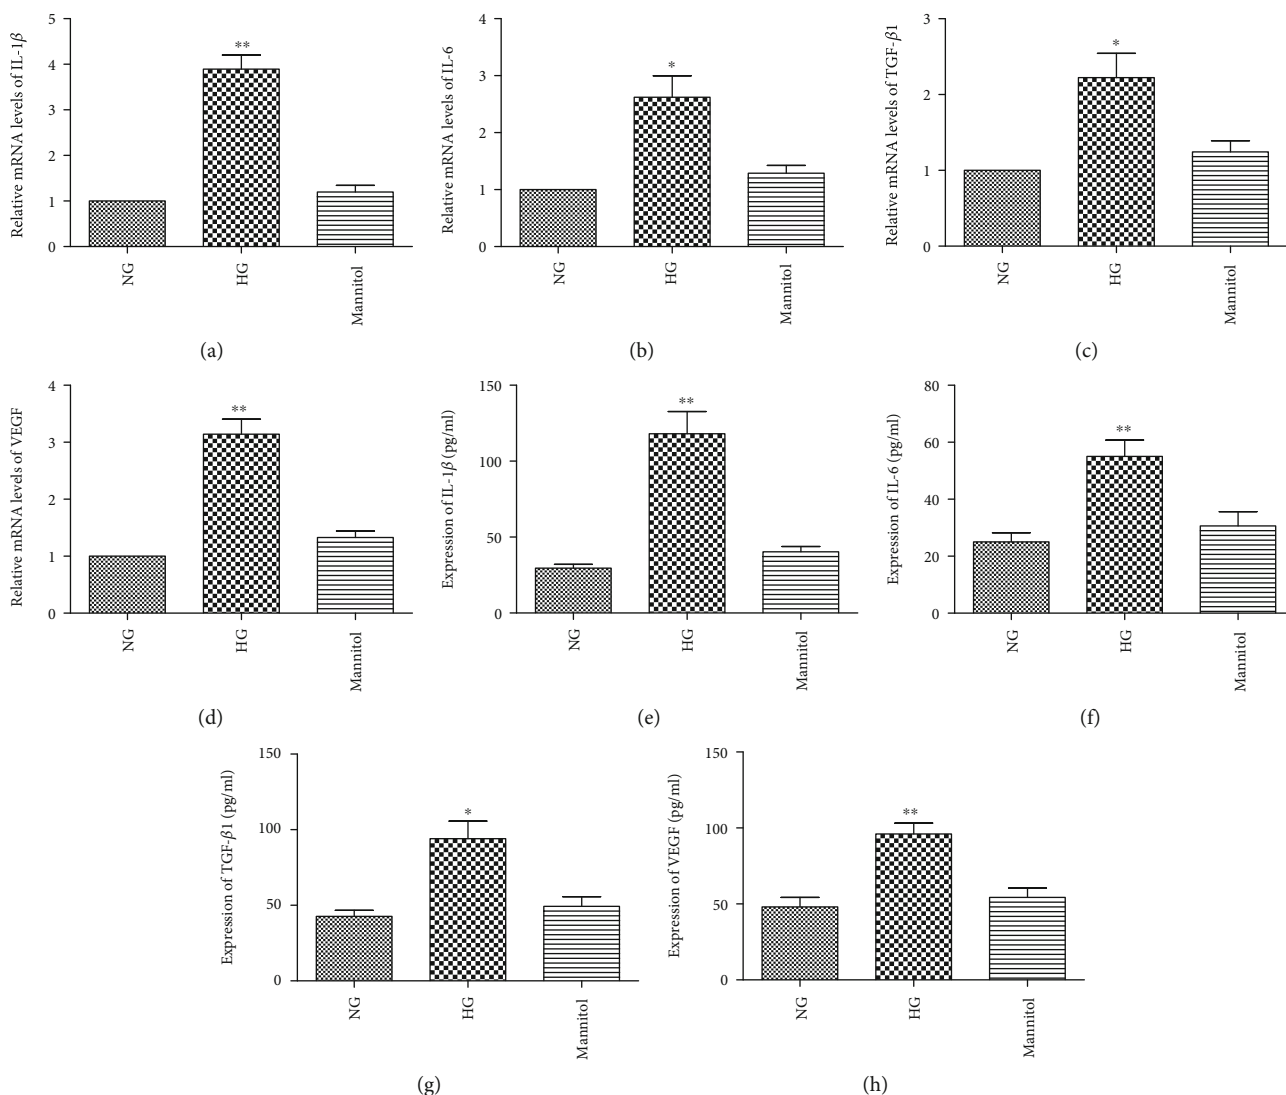 Relative mRNA levels of IL-1β
5
4
3
2
1
0
**
NG
HG
Mannitol
(a)
Relative mRNA levels of IL-6
4
3
2
1
0
*
NG
HG
Mannitol
(b)
Relative mRNA levels of TGF-β1
3
2
1
0
*
NG
HG
Mannitol
(c)
Relative mRNA levels of VEGF
4
3
2
1
0
**
NG
HG
Mannitol
(d)
Expression of IL-1β (pg/ml)
150
100
50
0
**
NG
HG
Mannitol
(e)
Expression of IL-6 (pg/ml)
80
60
40
20
0
**
NG
HG
Mannitol
(f)
Expression of TGF-β1 (pg/ml)
150
100
50
0
*
NG
HG
Mannitol
(g)
Expression of VEGF (pg/ml)
150
100
50
0
**
NG
HG
Mannitol
(h)